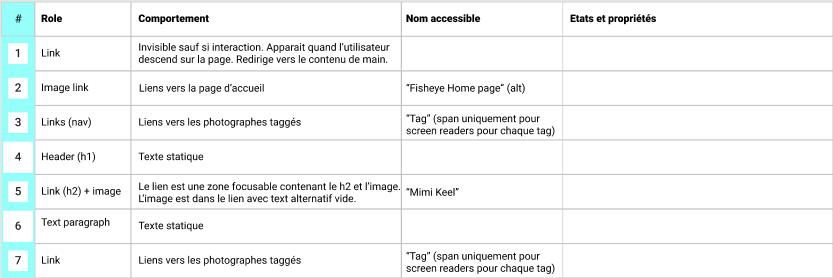 # Role Comportement Nom accessible Etats et propriétés
1 Link Invisible sauf si interaction. Apparait quand l'utilisateur
descend sur la page. Redirige vers le contenu de main.
2 Image link Liens vers la page d'accueil "Fisheye Home page" (alt)
3 Links (nav) Liens vers les photographes taggés "Tag" (span uniquement pour
screen readers pour chaque tag)
4 Header (h1) Texte statique
5 Link (h2) + image Le lien est une zone focusable contenant le h2 et l'image. "Mimi Keel"
L'image est dans le lien avec text alternatif vide.
6 Text paragraph Texte statique
7 Link Liens vers les photographes taggés "Tag" (span uniquement pour
screen readers pour chaque tag)